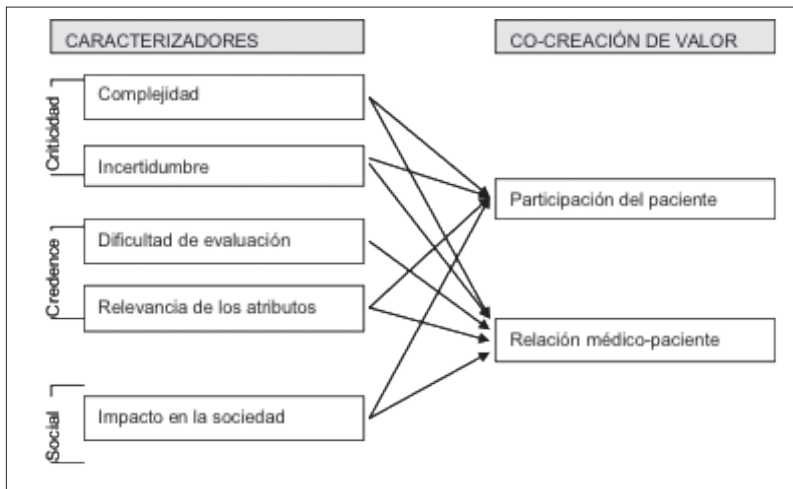 CARACTERIZADORES
CO-CREACIÓN DE VALOR
Criticidad
Complejidad
Incertidumbre
Credence
Dificultad de evaluación
Relevancia de los atributos
Social
Impacto en la sociedad
Participación del paciente
Relación médico-paciente